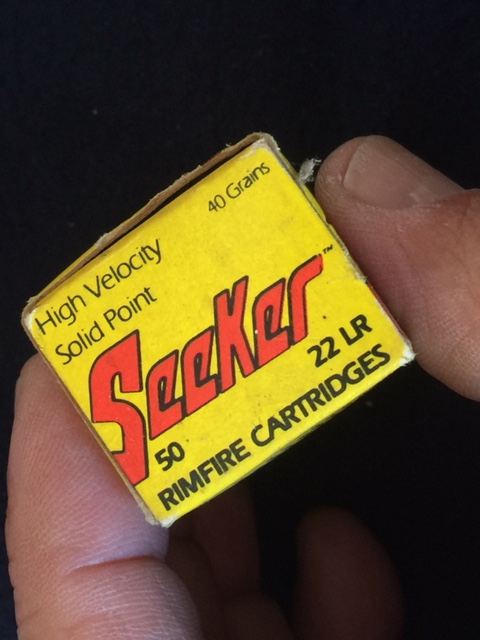 40 Grains
High Velocity
Solid Point
Seeker™
50 22 LR
RIMFIRE CARTRIDGES